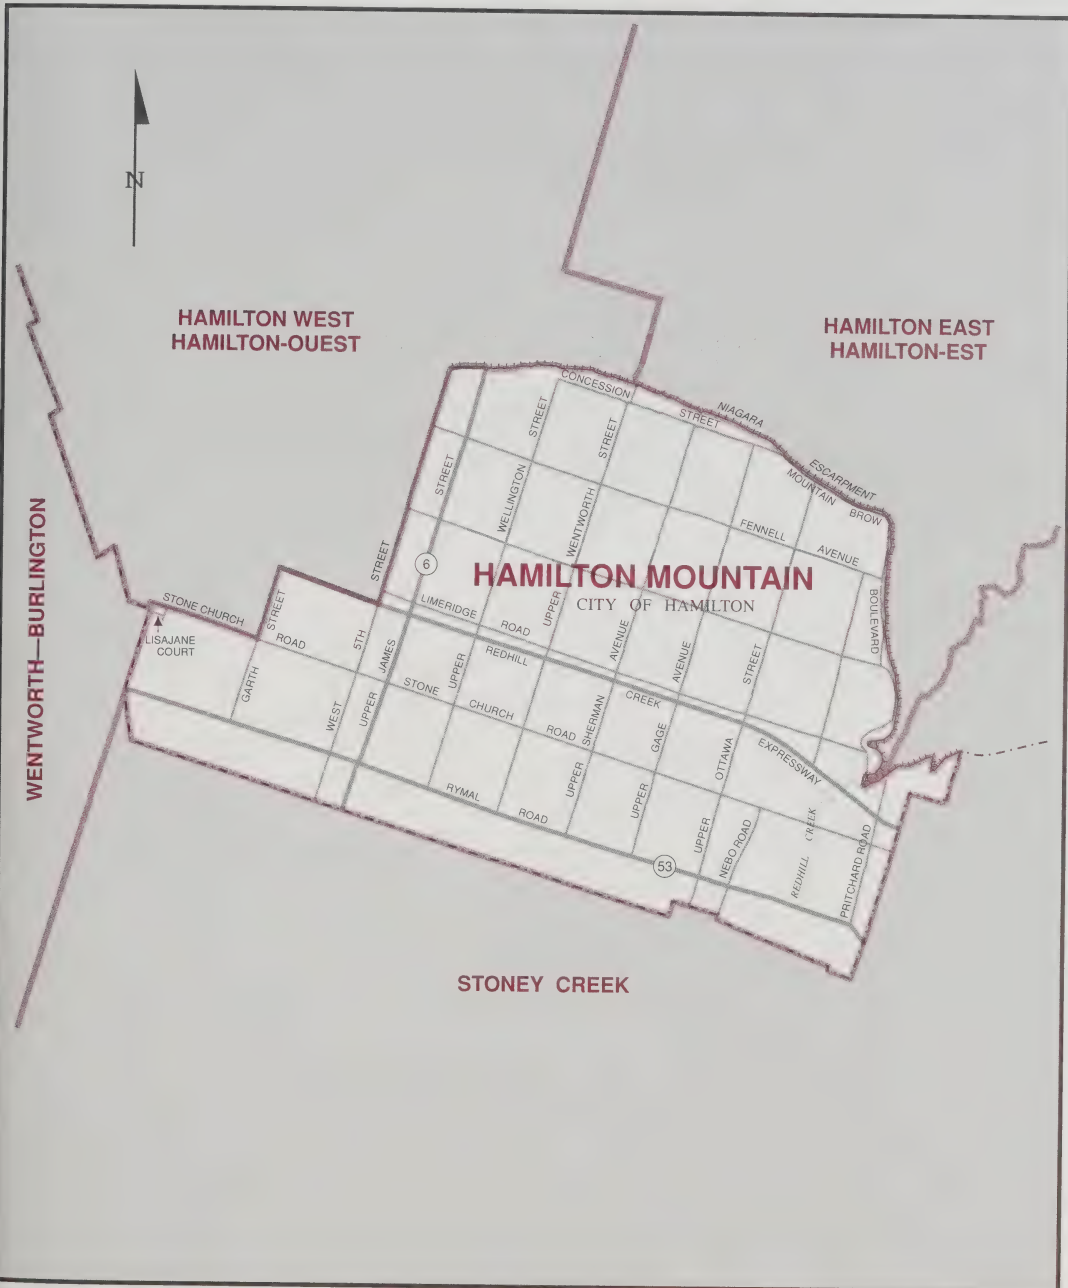 N
HAMILTON WEST
HAMILTON-OUEST
HAMILTON EAST
HAMILTON-EST
WENTWORTH—BURLINGTON
STONEY CREEK
HAMILTON MOUNTAIN
CITY OF HAMILTON
CONCESSION STREET
NIAGARA ESCARPMENT
MOUNTAIN BROW BOULEVARD
FENNELL AVENUE
6
LIMERIDGE ROAD
REDHILL CREEK EXPRESSWAY
STONE CHURCH ROAD
STONE CHURCH ROAD
LISAJANE
COURT
GARTH STREET
WEST 5TH STREET
UPPER JAMES STREET
UPPER WELLINGTON STREET
UPPER WENTWORTH STREET
UPPER SHERMAN AVENUE
UPPER GAGE AVENUE
UPPER OTTAWA STREET
NEBO ROAD
REDHILL CREEK
PRITCHARD ROAD
RYMAL ROAD
53